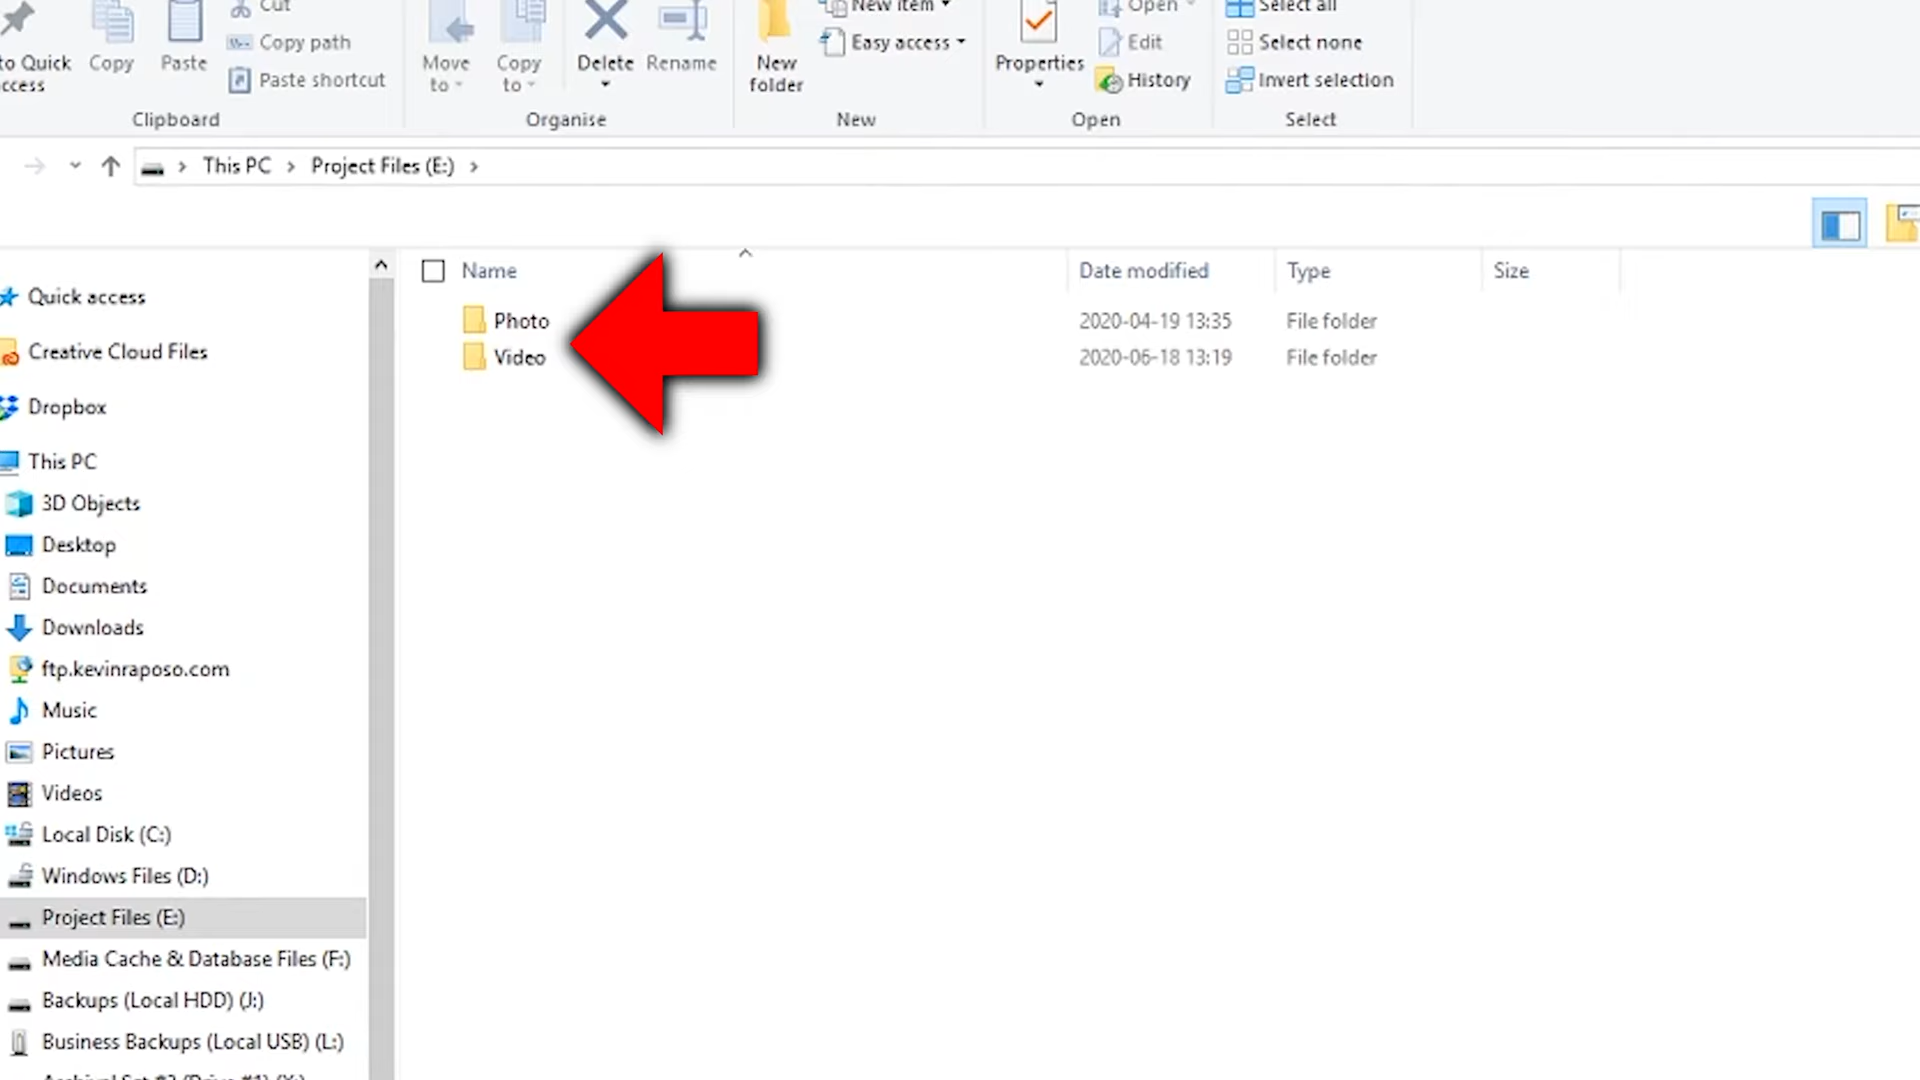 Cut
New item
Open
Select all
to Quick
Copy
Paste
Copy path
Move
Copy
Delete
Rename
New
Easy access
Properties
Edit
Select none
ccess
Paste shortcut
to
to
folder
History
Invert selection
Clipboard
Organise
New
Open
Select
This PC
Project Files (E:)
Name
Date modified
Type
Size
Photo
2020-04-19 13:35
File folder
Video
2020-06-18 13:19
File folder
Quick access
Creative Cloud Files
Dropbox
This PC
3D Objects
Desktop
Documents
Downloads
ftp.kevinraposo.com
Music
Pictures
Videos
Local Disk (C:)
Windows Files (D:)
Project Files (E:)
Media Cache & Database Files (F:)
Backups (Local HDD) (J:)
Business Backups (Local USB) (L:)